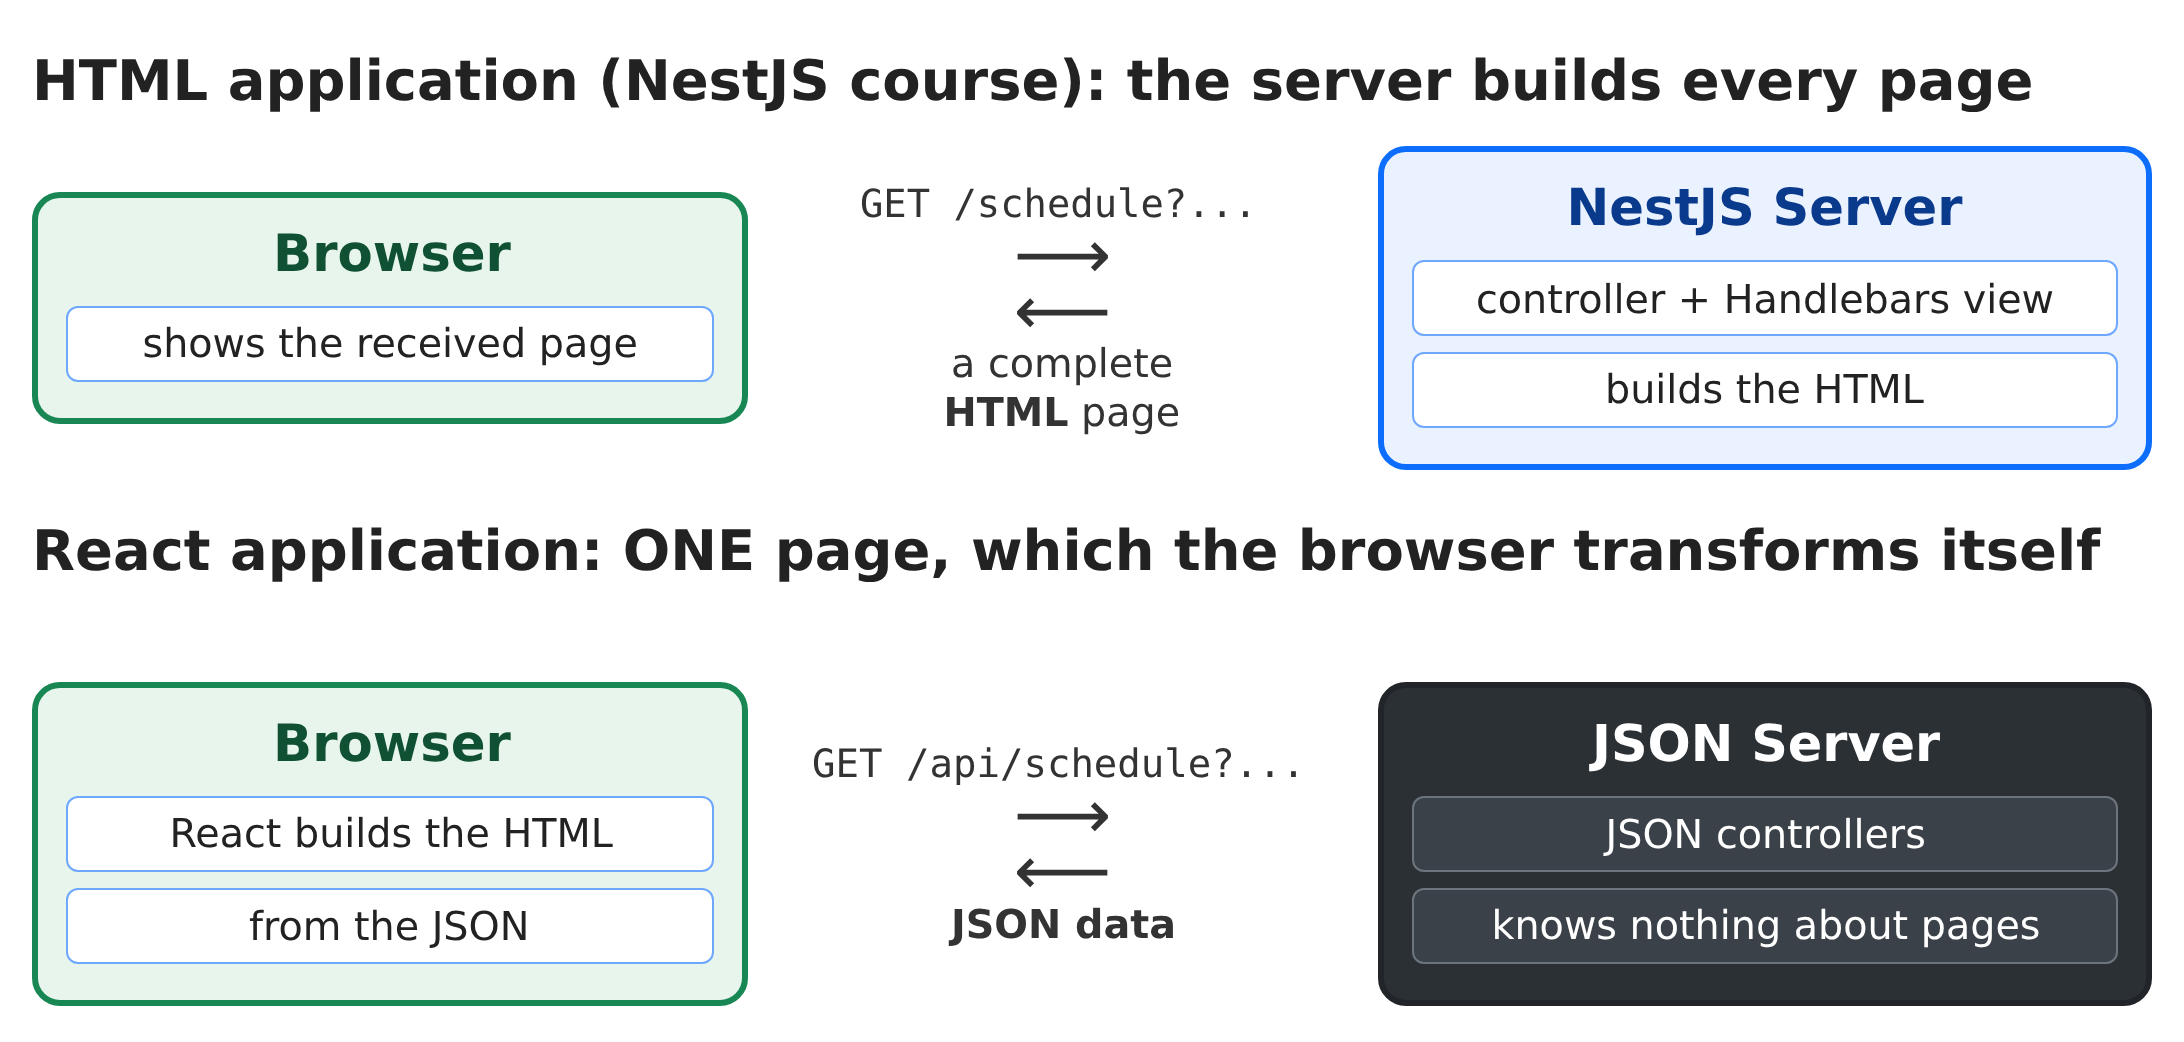 HTML application (NestJS course): the server builds every page
Browser
shows the received page
GET /schedule?...
⟶
⟵
a complete
HTML page
NestJS Server
controller + Handlebars view
builds the HTML
React application: ONE page, which the browser transforms itself
Browser
React builds the HTML
from the JSON
GET /api/schedule?...
⟶
⟵
JSON data
JSON Server
JSON controllers
knows nothing about pages